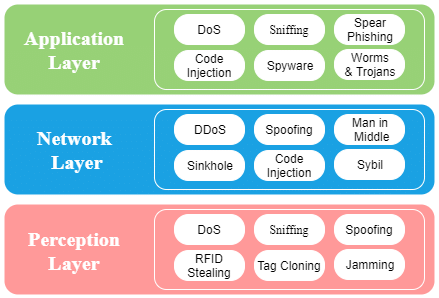 Application
Layer
DoS
Sniffing
Spear
Phishing
Code
Injection
Spyware
Worms
& Trojans
Network
Layer
DDoS
Spoofing
Man in
Middle
Sinkhole
Code
Injection
Sybil
Perception
Layer
DoS
Sniffing
Spoofing
RFID
Stealing
Tag Cloning
Jamming